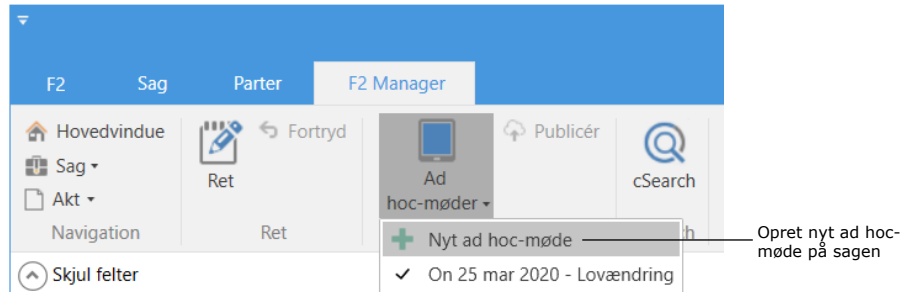 F2 Sag Parter F2 Manager
Hovedvindue
Sag
Akt
Navigation
Ret
Fortryd
Ret
Ad
hoc-møder
Publicér
cSearch
h
Nyt ad hoc-møde
On 25 mar 2020 - Lovændring
Skjul felter
Opret nyt ad hoc-
møde på sagen